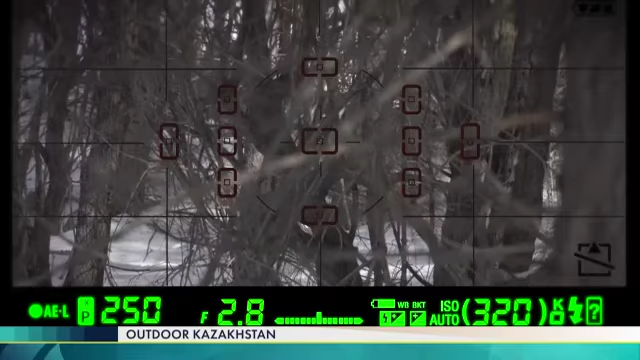 AE-L P 250 F 2.8 WB BKT ISO AUTO (320) K ?
OUTDOOR KAZAKHSTAN